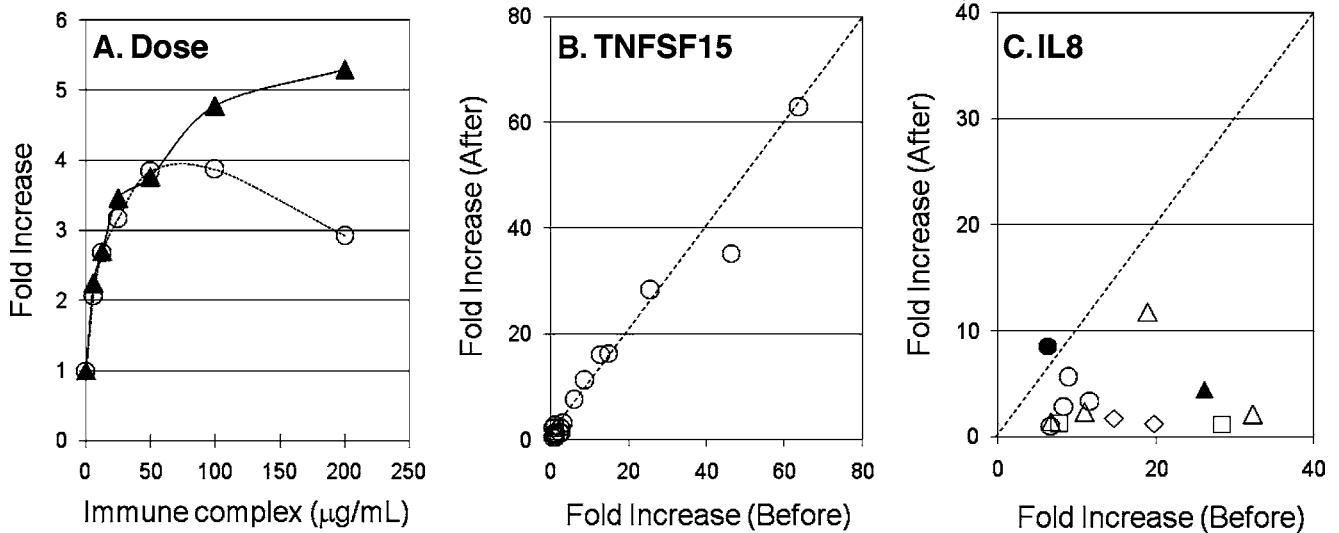 A. Dose
Fold Increase
6
5
4
3
2
1
0
0 50 100 150 200 250
Immune complex (μg/mL)
B. TNFSF15
Fold Increase (After)
80
60
40
20
0
0 20 40 60 80
Fold Increase (Before)
C. IL8
Fold Increase (After)
40
30
20
10
0
0 20 40
Fold Increase (Before)